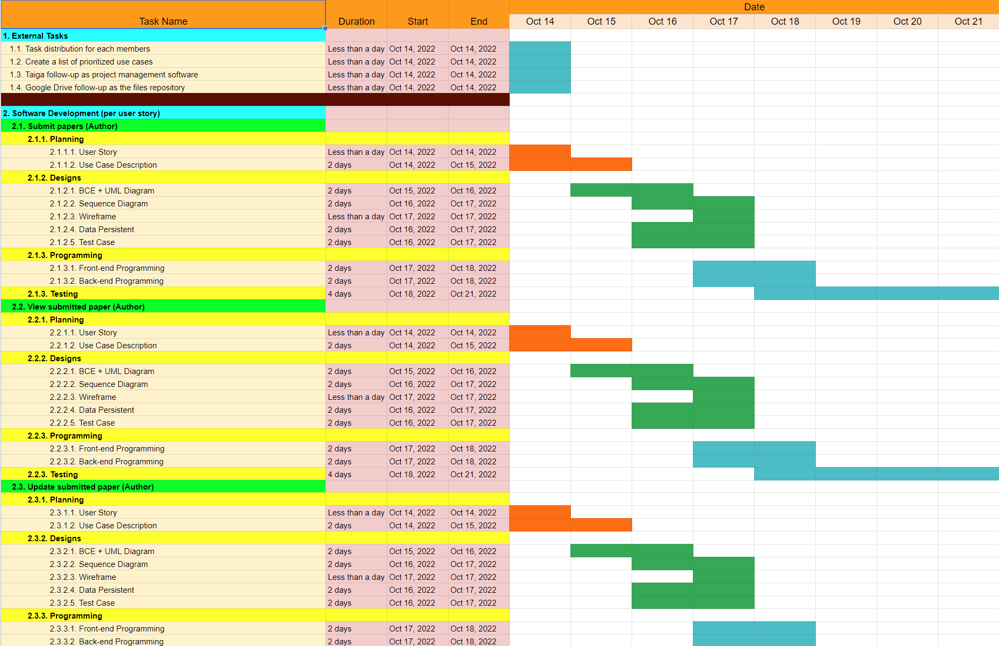 Date
Task Name Duration Start End Oct 14 Oct 15 Oct 16 Oct 17 Oct 18 Oct 19 Oct 20 Oct 21
1. External Tasks
1.1. Task distribution for each members Less than a day Oct 14, 2022 Oct 14, 2022
1.2. Create a list of prioritized use cases Less than a day Oct 14, 2022 Oct 14, 2022
1.3. Taiga follow-up as project management software Less than a day Oct 14, 2022 Oct 14, 2022
1.4. Google Drive follow-up as the files repository Less than a day Oct 14, 2022 Oct 14, 2022
2. Software Development (per user story)
2.1. Submit papers (Author)
2.1.1. Planning
2.1.1.1. User Story Less than a day Oct 14, 2022 Oct 14, 2022
2.1.1.2. Use Case Description 2 days Oct 14, 2022 Oct 15, 2022
2.1.2. Designs
2.1.2.1. BCE + UML Diagram 2 days Oct 15, 2022 Oct 16, 2022
2.1.2.2. Sequence Diagram 2 days Oct 16, 2022 Oct 17, 2022
2.1.2.3. Wireframe Less than a day Oct 17, 2022 Oct 17, 2022
2.1.2.4. Data Persistent 2 days Oct 16, 2022 Oct 17, 2022
2.1.2.5. Test Case 2 days Oct 16, 2022 Oct 17, 2022
2.1.3. Programming
2.1.3.1. Front-end Programming 2 days Oct 17, 2022 Oct 18, 2022
2.1.3.2. Back-end Programming 2 days Oct 17, 2022 Oct 18, 2022
2.1.3. Testing 4 days Oct 18, 2022 Oct 21, 2022
2.2. View submitted paper (Author)
2.2.1. Planning
2.2.1.1. User Story Less than a day Oct 14, 2022 Oct 14, 2022
2.2.1.2. Use Case Description 2 days Oct 14, 2022 Oct 15, 2022
2.2.2. Designs
2.2.2.1. BCE + UML Diagram 2 days Oct 15, 2022 Oct 16, 2022
2.2.2.2. Sequence Diagram 2 days Oct 16, 2022 Oct 17, 2022
2.2.2.3. Wireframe Less than a day Oct 17, 2022 Oct 17, 2022
2.2.2.4. Data Persistent 2 days Oct 16, 2022 Oct 17, 2022
2.2.2.5. Test Case 2 days Oct 16, 2022 Oct 17, 2022
2.2.3. Programming
2.2.3.1. Front-end Programming 2 days Oct 17, 2022 Oct 18, 2022
2.2.3.2. Back-end Programming 2 days Oct 17, 2022 Oct 18, 2022
2.2.3. Testing 4 days Oct 18, 2022 Oct 21, 2022
2.3. Update submitted paper (Author)
2.3.1. Planning
2.3.1.1. User Story Less than a day Oct 14, 2022 Oct 14, 2022
2.3.1.2. Use Case Description 2 days Oct 14, 2022 Oct 15, 2022
2.3.2. Designs
2.3.2.1. BCE + UML Diagram 2 days Oct 15, 2022 Oct 16, 2022
2.3.2.2. Sequence Diagram 2 days Oct 16, 2022 Oct 17, 2022
2.3.2.3. Wireframe Less than a day Oct 17, 2022 Oct 17, 2022
2.3.2.4. Data Persistent 2 days Oct 16, 2022 Oct 17, 2022
2.3.2.5. Test Case 2 days Oct 16, 2022 Oct 17, 2022
2.3.3. Programming
2.3.3.1. Front-end Programming 2 days Oct 17, 2022 Oct 18, 2022
2.3.3.2. Back-end Programming 2 days Oct 17, 2022 Oct 18, 2022